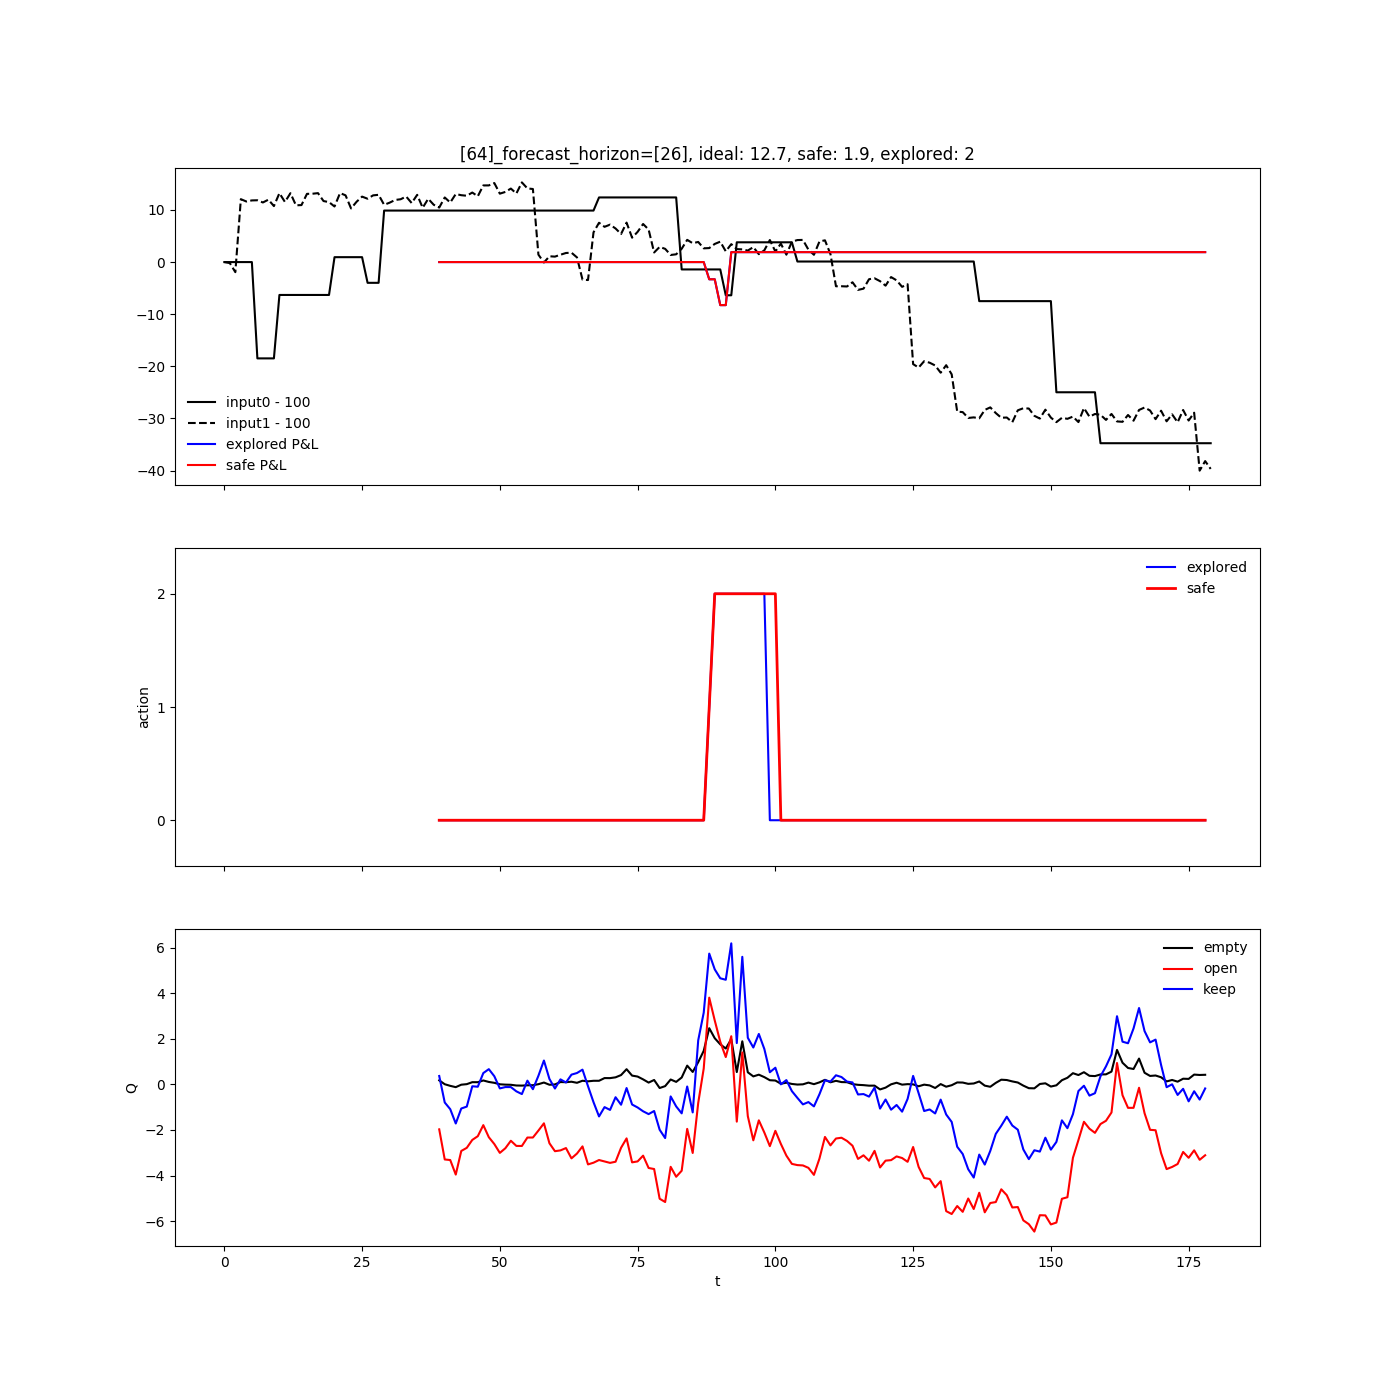 [64]_forecast_horizon=[26], ideal: 12.7, safe: 1.9, explored: 2
10
0
−10
−20
−30
−40
input0 - 100
input1 - 100
explored P&L
safe P&L
action
2
1
0
explored
safe
Q
6
4
2
0
−2
−4
−6
empty
open
keep
0 25 50 75 100 125 150 175
t